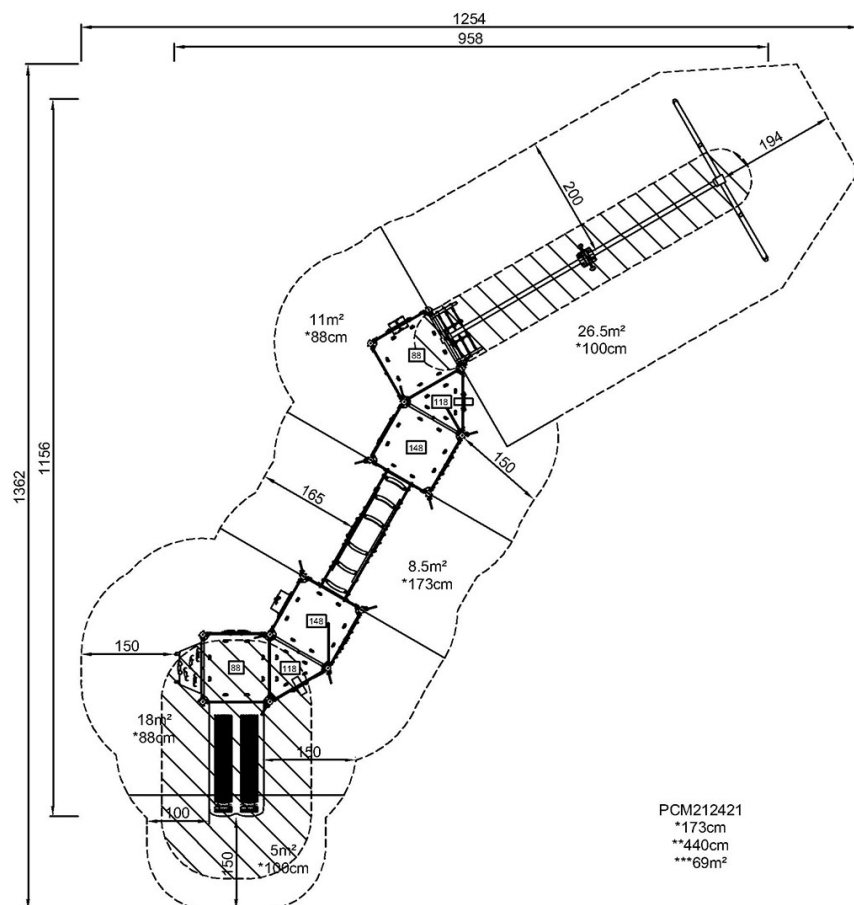 1254
958
1362
1156
194
200
11m²
*88cm
26.5m²
*100cm
88
118
148
150
165
8.5m²
*173cm
148
150
88
118
18m²
*88cm
150
100
5m²
*100cm
150
PCM212421
*173cm
**440cm
***69m²